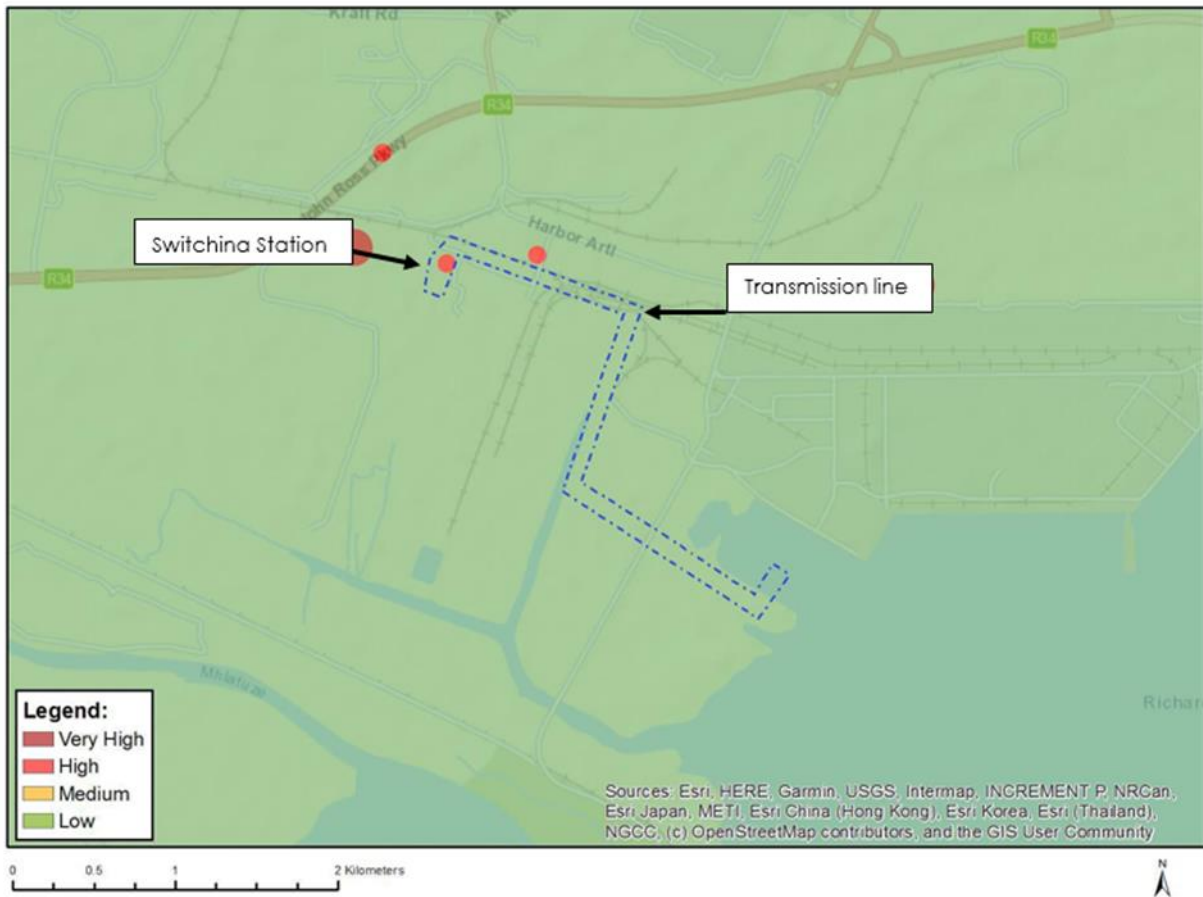 Kraft Rd
R34
R34
John Ross Pkwy
Harbor Artl
Switchina Station
R34
Transmission line
Mhlatuze
Richard
Legend:
Very High
High
Medium
Low
Sources: Esri, HERE, Garmin, USGS, Intermap, INCREMENT P, NRCan,
Esri Japan, METI, Esri China (Hong Kong), Esri Korea, Esri (Thailand),
NGCC, (c) OpenStreetMap contributors, and the GIS User Community
0 0.5 1 2 Kilometers
N